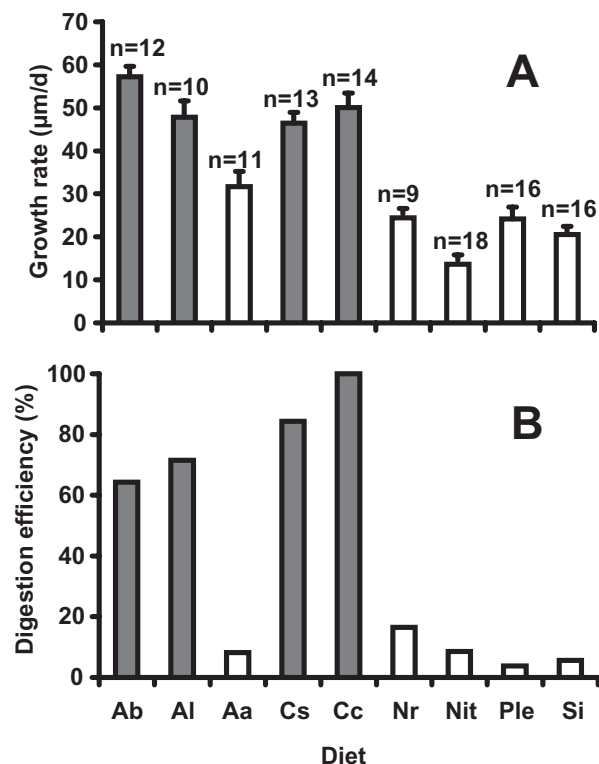 A
Growth rate (µm/d)
70
60
50
40
30
20
10
0
n=12
n=10
n=11
n=13
n=14
n=9
n=18
n=16
n=16
B
Digestion efficiency (%)
100
80
60
40
20
0
Ab Al Aa Cs Cc Nr Nit Ple Si
Diet